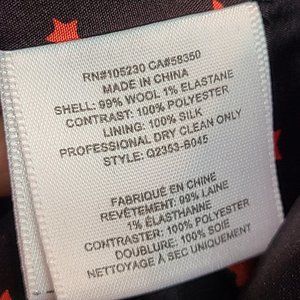 RN#105230 CA#58350
MADE IN CHINA
SHELL: 99% WOOL 1% ELASTANE
CONTRAST: 100% POLYESTER
LINING: 100% SILK
PROFESSIONAL DRY CLEAN ONLY
STYLE: Q2353-B045
FABRIQUÉ EN CHINE
REVÊTEMENT: 99% LAINE
1% ÉLASTHANNE
CONTRASTER: 100% POLYESTER
DOUBLURE: 100% SOIE
NETTOYAGE À SEC UNIQUEMENT